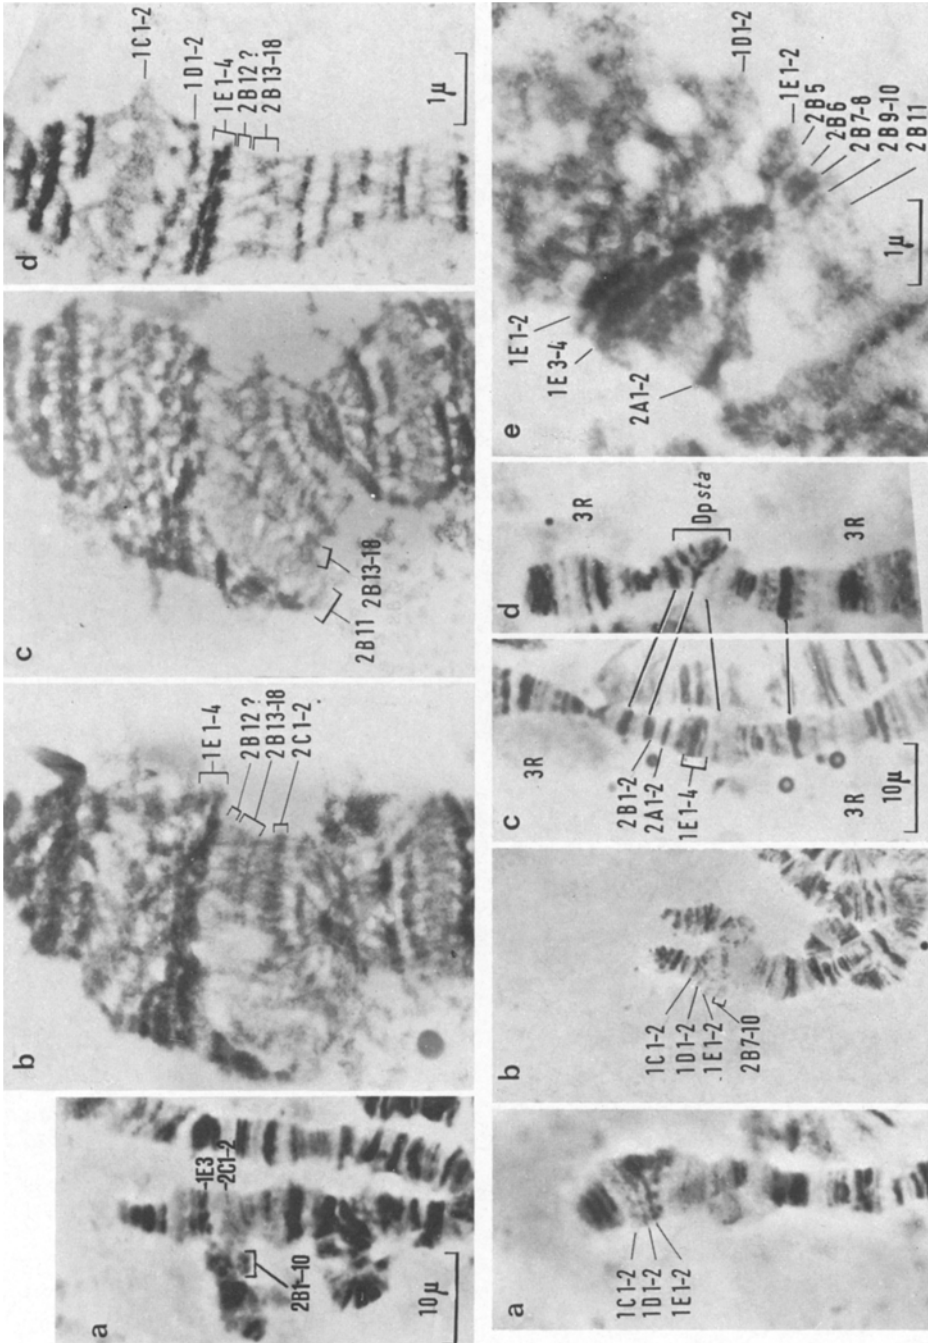 a
1E3
2C1-2
2B1-10
10μ
b
1E1-4
2B12 ?
2B13-18
2C1-2
c
2B11
2B13-18
d
1C1-2
1D1-2
1E1-4
2B12 ?
2B13-18
1μ
a
1C1-2
1D1-2
1E1-2
b
1C1-2
1D1-2
1E1-2
2B7-10
c
3R
2B1-2
2A1-2
1E1-4
3R
10μ
d
3R
Dpsta
3R
e
1E1-2
1E3-4
2A1-2
1D1-2
1E1-2
2B5
2B6
2B7-8
2B9-10
2B11
1μ